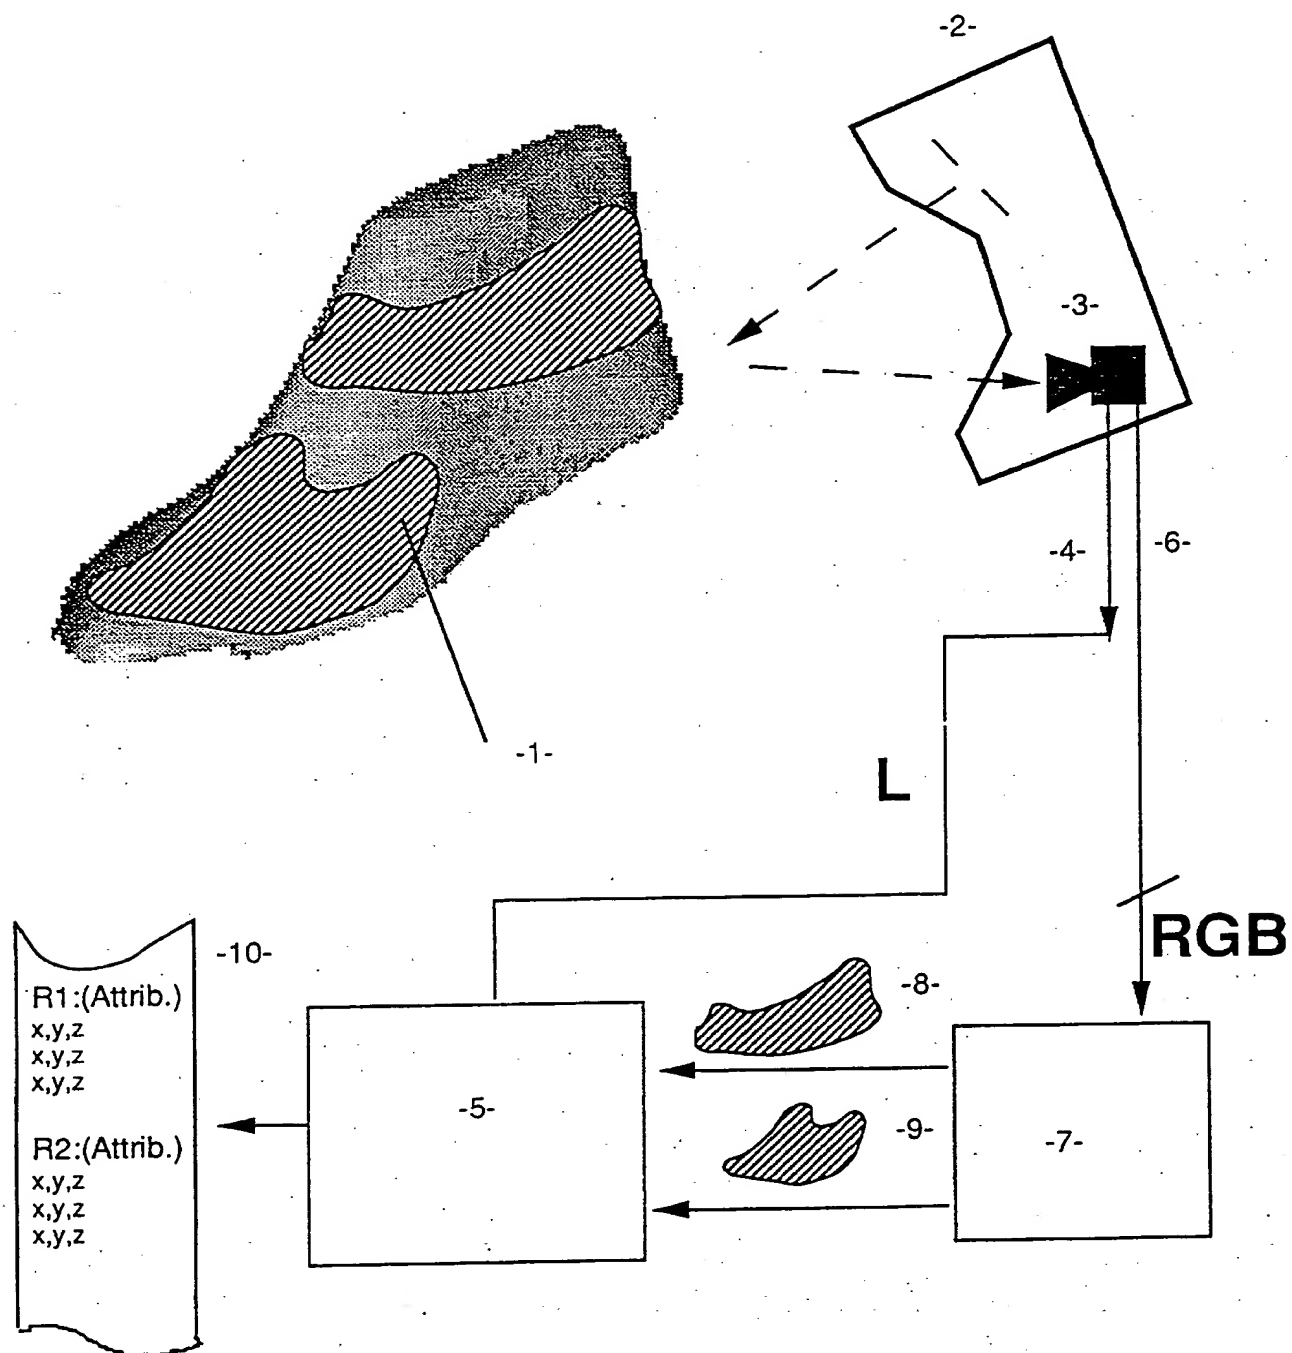 -2-
-3-
-4-
-6-
-1-
L
RGB
-10-
-8-
R1:(Attrib.)
x,y,z
x,y,z
x,y,z
-5-
-9-
-7-
R2:(Attrib.)
x,y,z
x,y,z
x,y,z